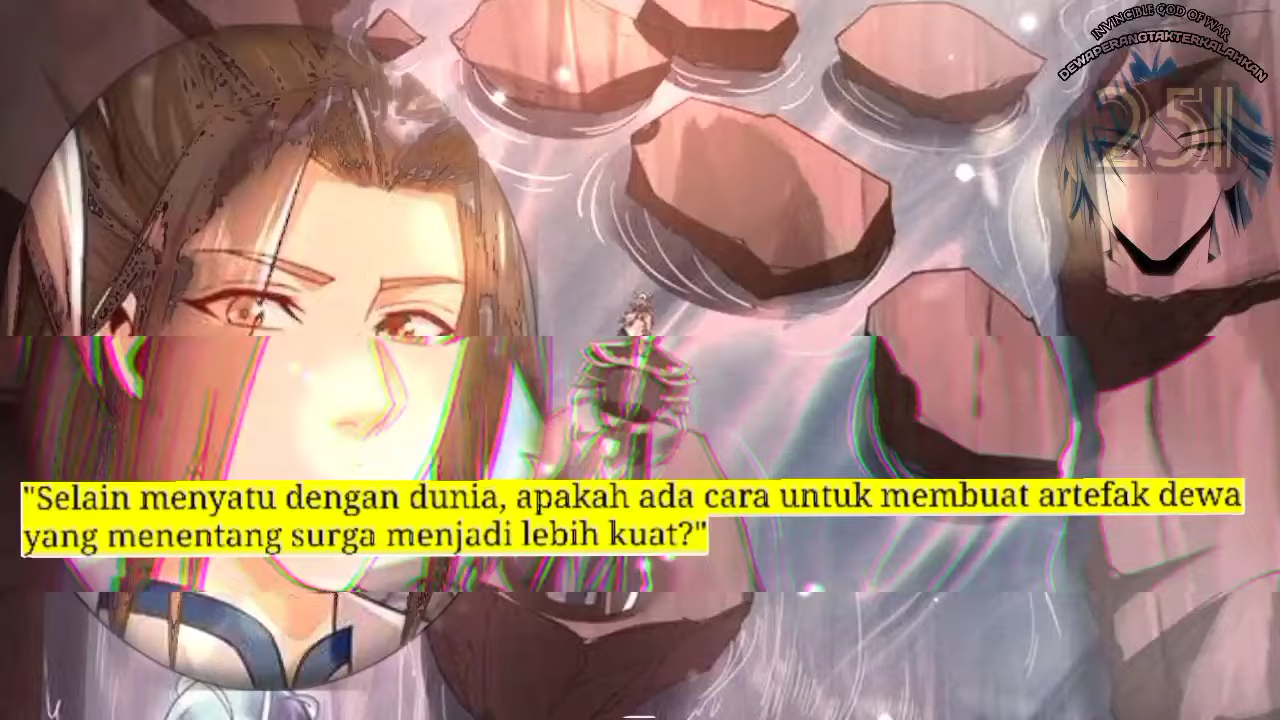 INVINCIBLE GOD OF WAR
DEWAPERANGTAKTERKALAHKAN
251
"Selain menyatu dengan dunia, apakah ada cara untuk membuat artefak dewa
yang menentang surga menjadi lebih kuat?"